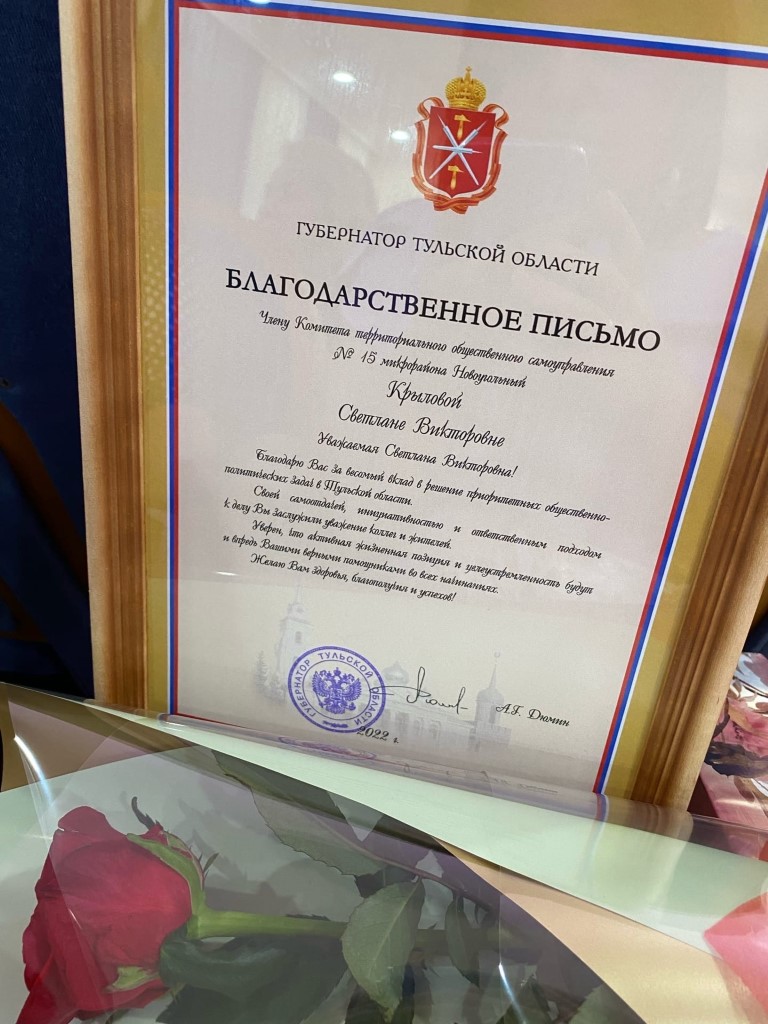 ГУБЕРНАТОР ТУЛЬСКОЙ ОБЛАСТИ
БЛАГОДАРСТВЕННОЕ ПИСЬМО
Члену Комитета территориального общественного самоуправления
№ 15 микрорайона Новоугольный
Крыловой
Светлане Викторовне
Уважаемая Светлана Викторовна!
Благодарю Вас за весомый вклад в решение приоритетных общественно-
политических задач в Тульской области.
Своей самоотдачей, инициативностью и ответственным подходом
к делу Вы заслужили уважение коллег и жителей.
Уверен, что активная жизненная позиция и целеустремленность будут
и впредь Вашими верными помощниками во всех начинаниях.
Желаю Вам здоровья, благополучия и успехов!
ГУБЕРНАТОР ТУЛЬСКОЙ ОБЛАСТИ
А.Г. Дюмин
2022 г.